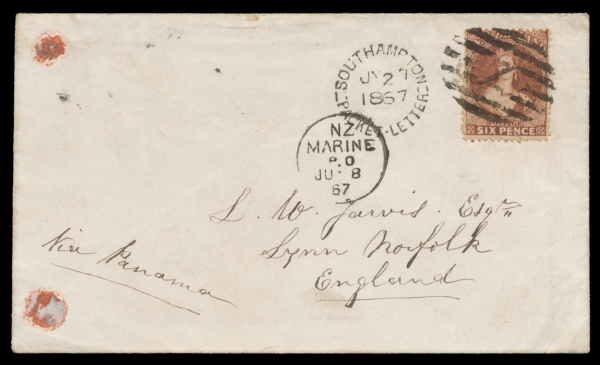 SOUTHAMPTON
JY 27
1867
PACKET-LETTER
SIX PENCE
NZ
MARINE
P.O
JU 8
67
L. W. Jarvis. Esqre
Lynn Norfolk
England
Via Panama